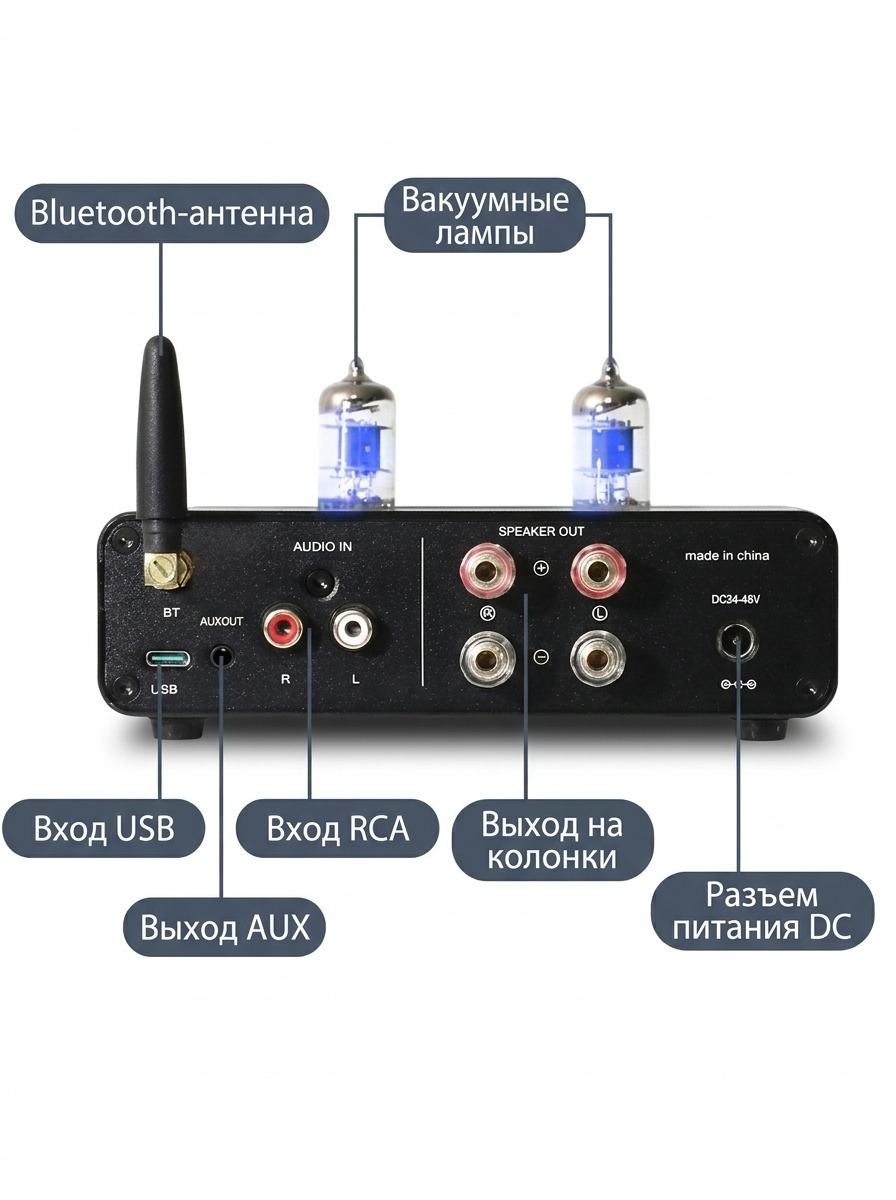 Bluetooth-антенна
Вакуумные
лампы
SPEAKER OUT
AUDIO IN
made in china
DC34-48V
BT
AUXOUT
R
L
R
L
USB
Вход USB
Вход RCA
Выход на
колонки
Выход AUX
Разъем
питания DC